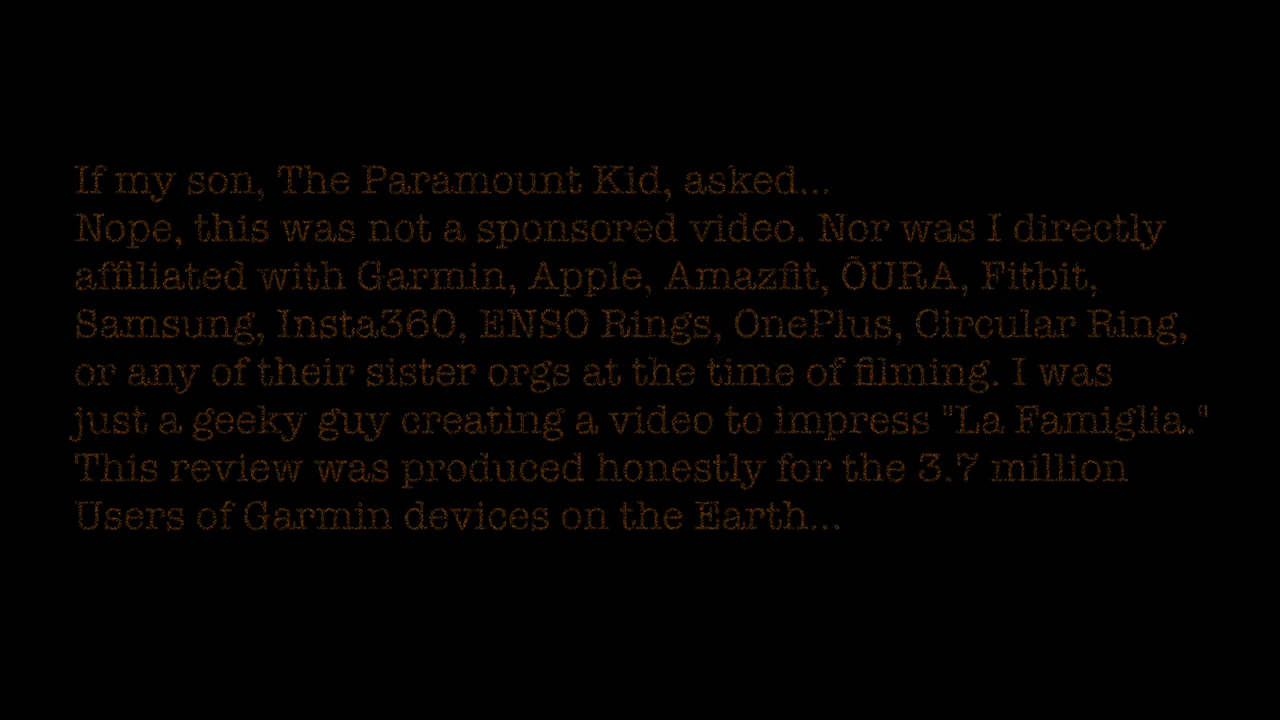 If my son, The Paramount Kid, asked...
Nope, this was not a sponsored video. Nor was I directly
affiliated with Garmin, Apple, Amazfit, ŌURA, Fitbit,
Samsung, Insta360, ENSO Rings, OnePlus, Circular Ring,
or any of their sister orgs at the time of filming. I was
just a geeky guy creating a video to impress "La Famiglia."
This review was produced honestly for the 3.7 million
Users of Garmin devices on the Earth...